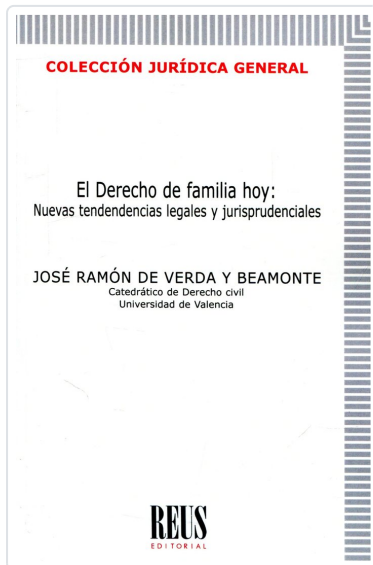 COLECCIÓN JURÍDICA GENERAL
El Derecho de familia hoy:
Nuevas tendendencias legales y jurisprudenciales
JOSÉ RAMÓN DE VERDA Y BEAMONTE
Catedrático de Derecho civil
Universidad de Valencia
REUS
EDITORIAL